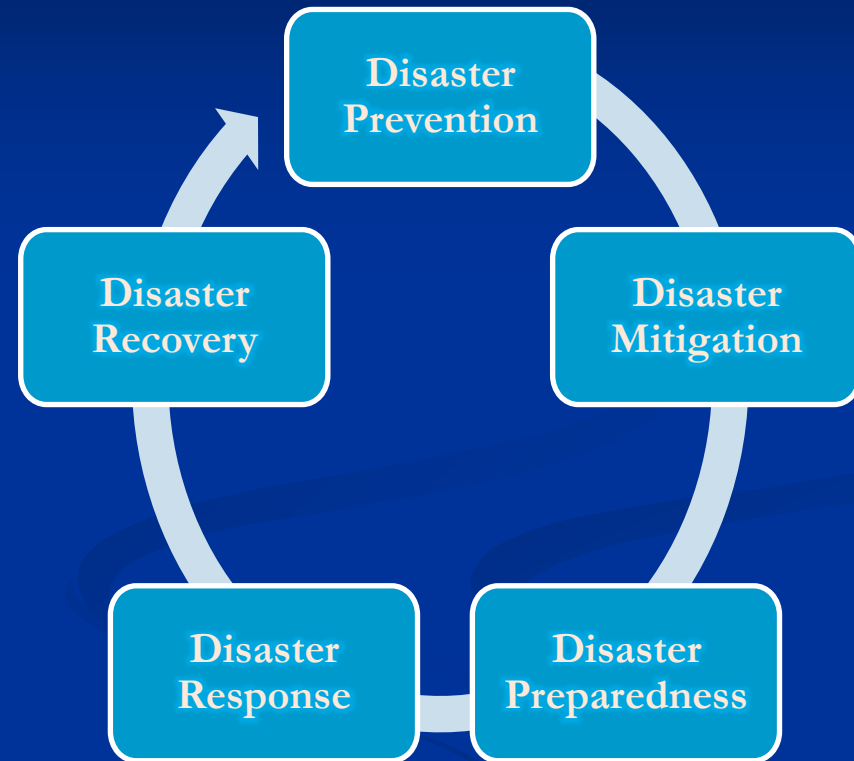 Disaster
Prevention
Disaster
Mitigation
Disaster
Preparedness
Disaster
Response
Disaster
Recovery